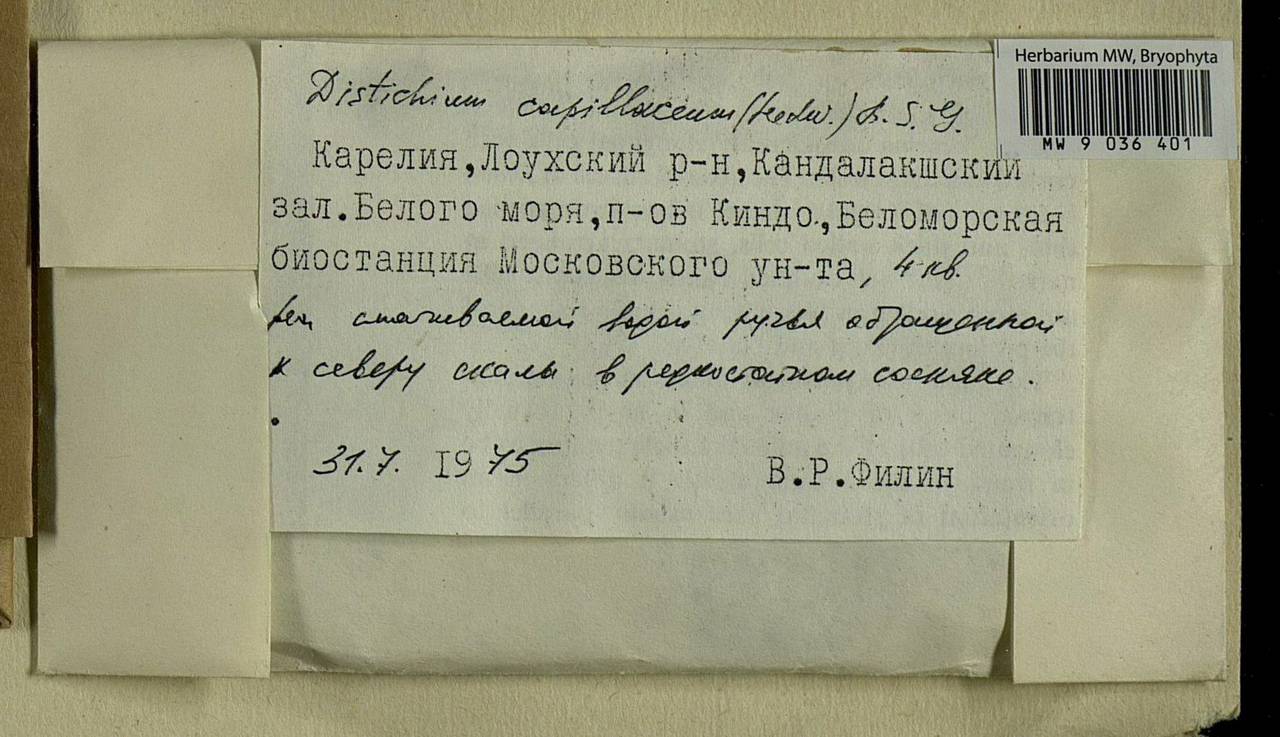 Herbarium MW, Bryophyta
MW 9 036 401
Distichium capillaceum (Hedw.) B. S. G.
Карелия,Лоухский р-н,Кандалакшский
зал.Белого моря,п-ов Киндо.,Беломорская
биостанция Московского ун-та, 4 кв.
На смачиваемой водой ручья обращенной
к северу скалы в редкостойном сосняке.
31.7. 1975
В.Р.Филин